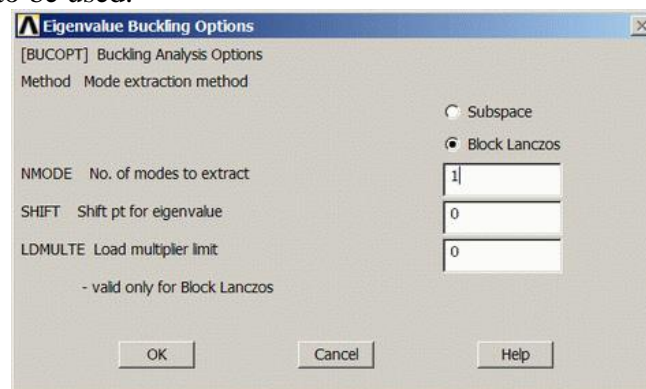 to be used.
Eigenvalue Buckling Options
[BUCOPT] Buckling Analysis Options
Method Mode extraction method
Subspace
Block Lanczos
NMODE No. of modes to extract 1
SHIFT Shift pt for eigenvalue 0
LDMULTE Load multiplier limit 0
- valid only for Block Lanczos
OK Cancel Help